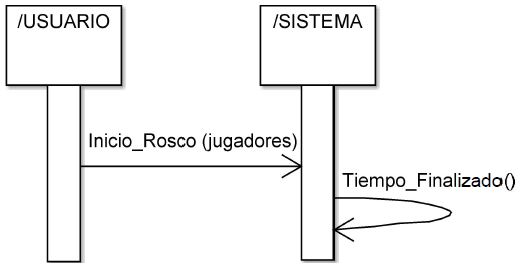 /USUARIO
/SISTEMA
Inicio_Rosco (jugadores)
Tiempo_Finalizado()